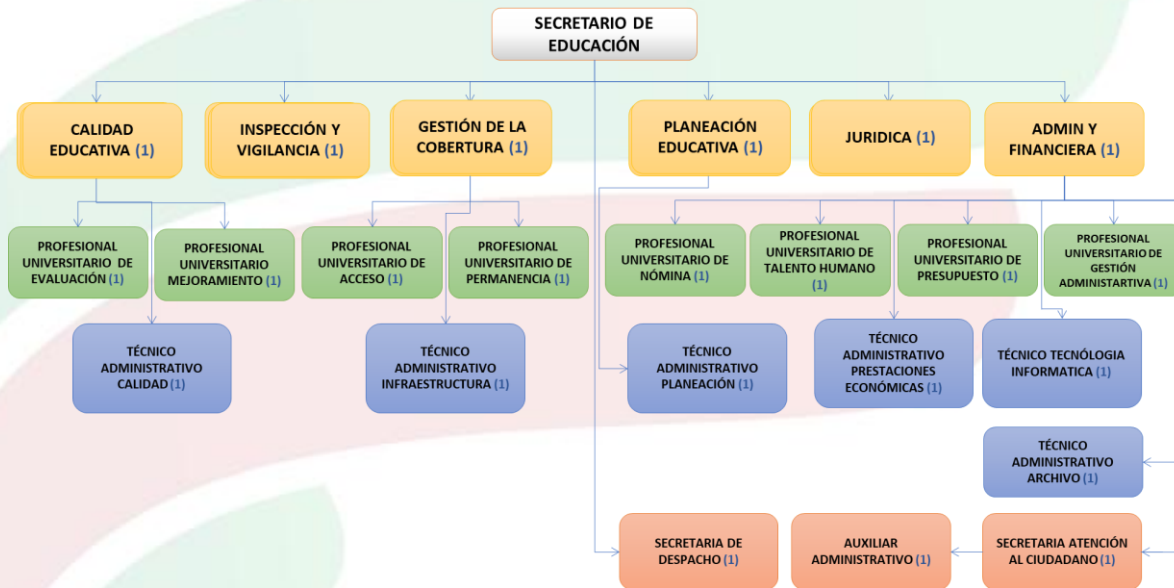 SECRETARIO DE
EDUCACIÓN
CALIDAD
EDUCATIVA (1)
INSPECCIÓN Y
VIGILANCIA (1)
GESTIÓN DE LA
COBERTURA (1)
PLANEACIÓN
EDUCATIVA (1)
JURIDICA (1)
ADMIN Y
FINANCIERA (1)
PROFESIONAL
UNIVERSITARIO DE
EVALUACIÓN (1)
PROFESIONAL
UNIVERSITARIO
MEJORAMIENTO (1)
PROFESIONAL
UNIVERSITARIO DE
ACCESO (1)
PROFESIONAL
UNIVERSITARIO DE
PERMANENCIA (1)
PROFESIONAL
UNIVERSITARIO DE
NÓMINA (1)
PROFESIONAL
UNIVERSITARIO DE
TALENTO HUMANO
(1)
PROFESIONAL
UNIVERSITARIO DE
PRESUPUESTO (1)
PROFESIONAL
UNIVERSITARIO DE
GESTIÓN
ADMINISTARTIVA (1)
TÉCNICO
ADMINISTRATIVO
CALIDAD (1)
TÉCNICO
ADMINISTRATIVO
INFRAESTRUCTURA (1)
TÉCNICO
ADMINISTRATIVO
PLANEACIÓN (1)
TÉCNICO
ADMINISTRATIVO
PRESTACIONES
ECONÓMICAS (1)
TÉCNICO TECNÓLOGIA
INFORMATICA (1)
TÉCNICO
ADMINISTRATIVO
ARCHIVO (1)
SECRETARIA DE
DESPACHO (1)
AUXILIAR
ADMINISTRATIVO (1)
SECRETARIA ATENCIÓN
AL CIUDADANO (1)